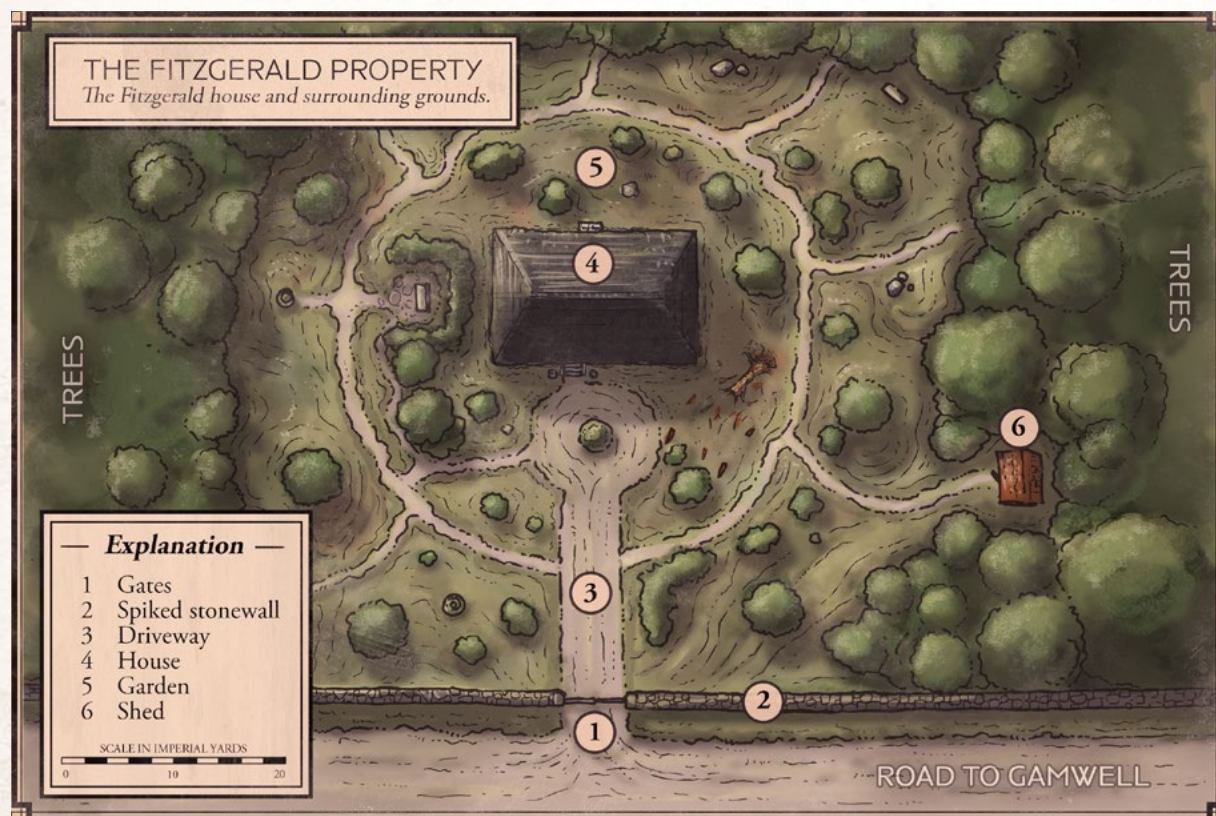 THE FITZGERALD PROPERTY
The Fitzgerald house and surrounding grounds.
5
4
TREES
TREES
6
3
2
1
ROAD TO GAMWELL
Explanation
1 Gates
2 Spiked stonewall
3 Driveway
4 House
5 Garden
6 Shed
SCALE IN IMPERIAL YARDS
0 10 20